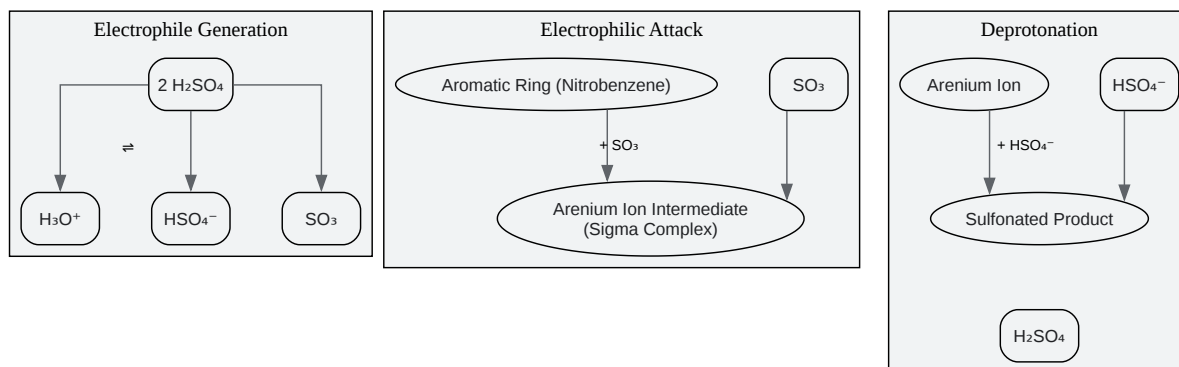 Electrophile Generation
2 H₂SO₄
⇌
H₃O⁺
HSO₄⁻
SO₃
Electrophilic Attack
Aromatic Ring (Nitrobenzene)
SO₃
+ SO₃
Arenium Ion Intermediate
(Sigma Complex)
Deprotonation
Arenium Ion
HSO₄⁻
+ HSO₄⁻
Sulfonated Product
H₂SO₄